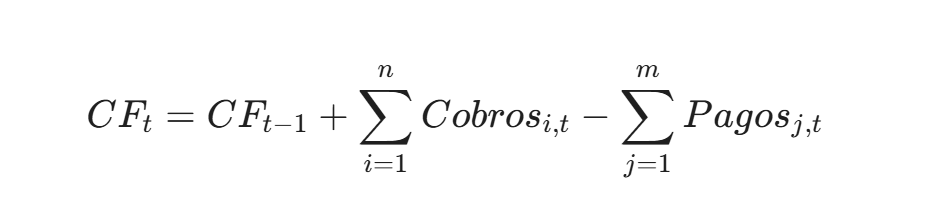 CF_t = CF_{t−1} + \sum_{i=1}^{n} Cobros_{i,t} − \sum_{j=1}^{m} Pagos_{j,t}